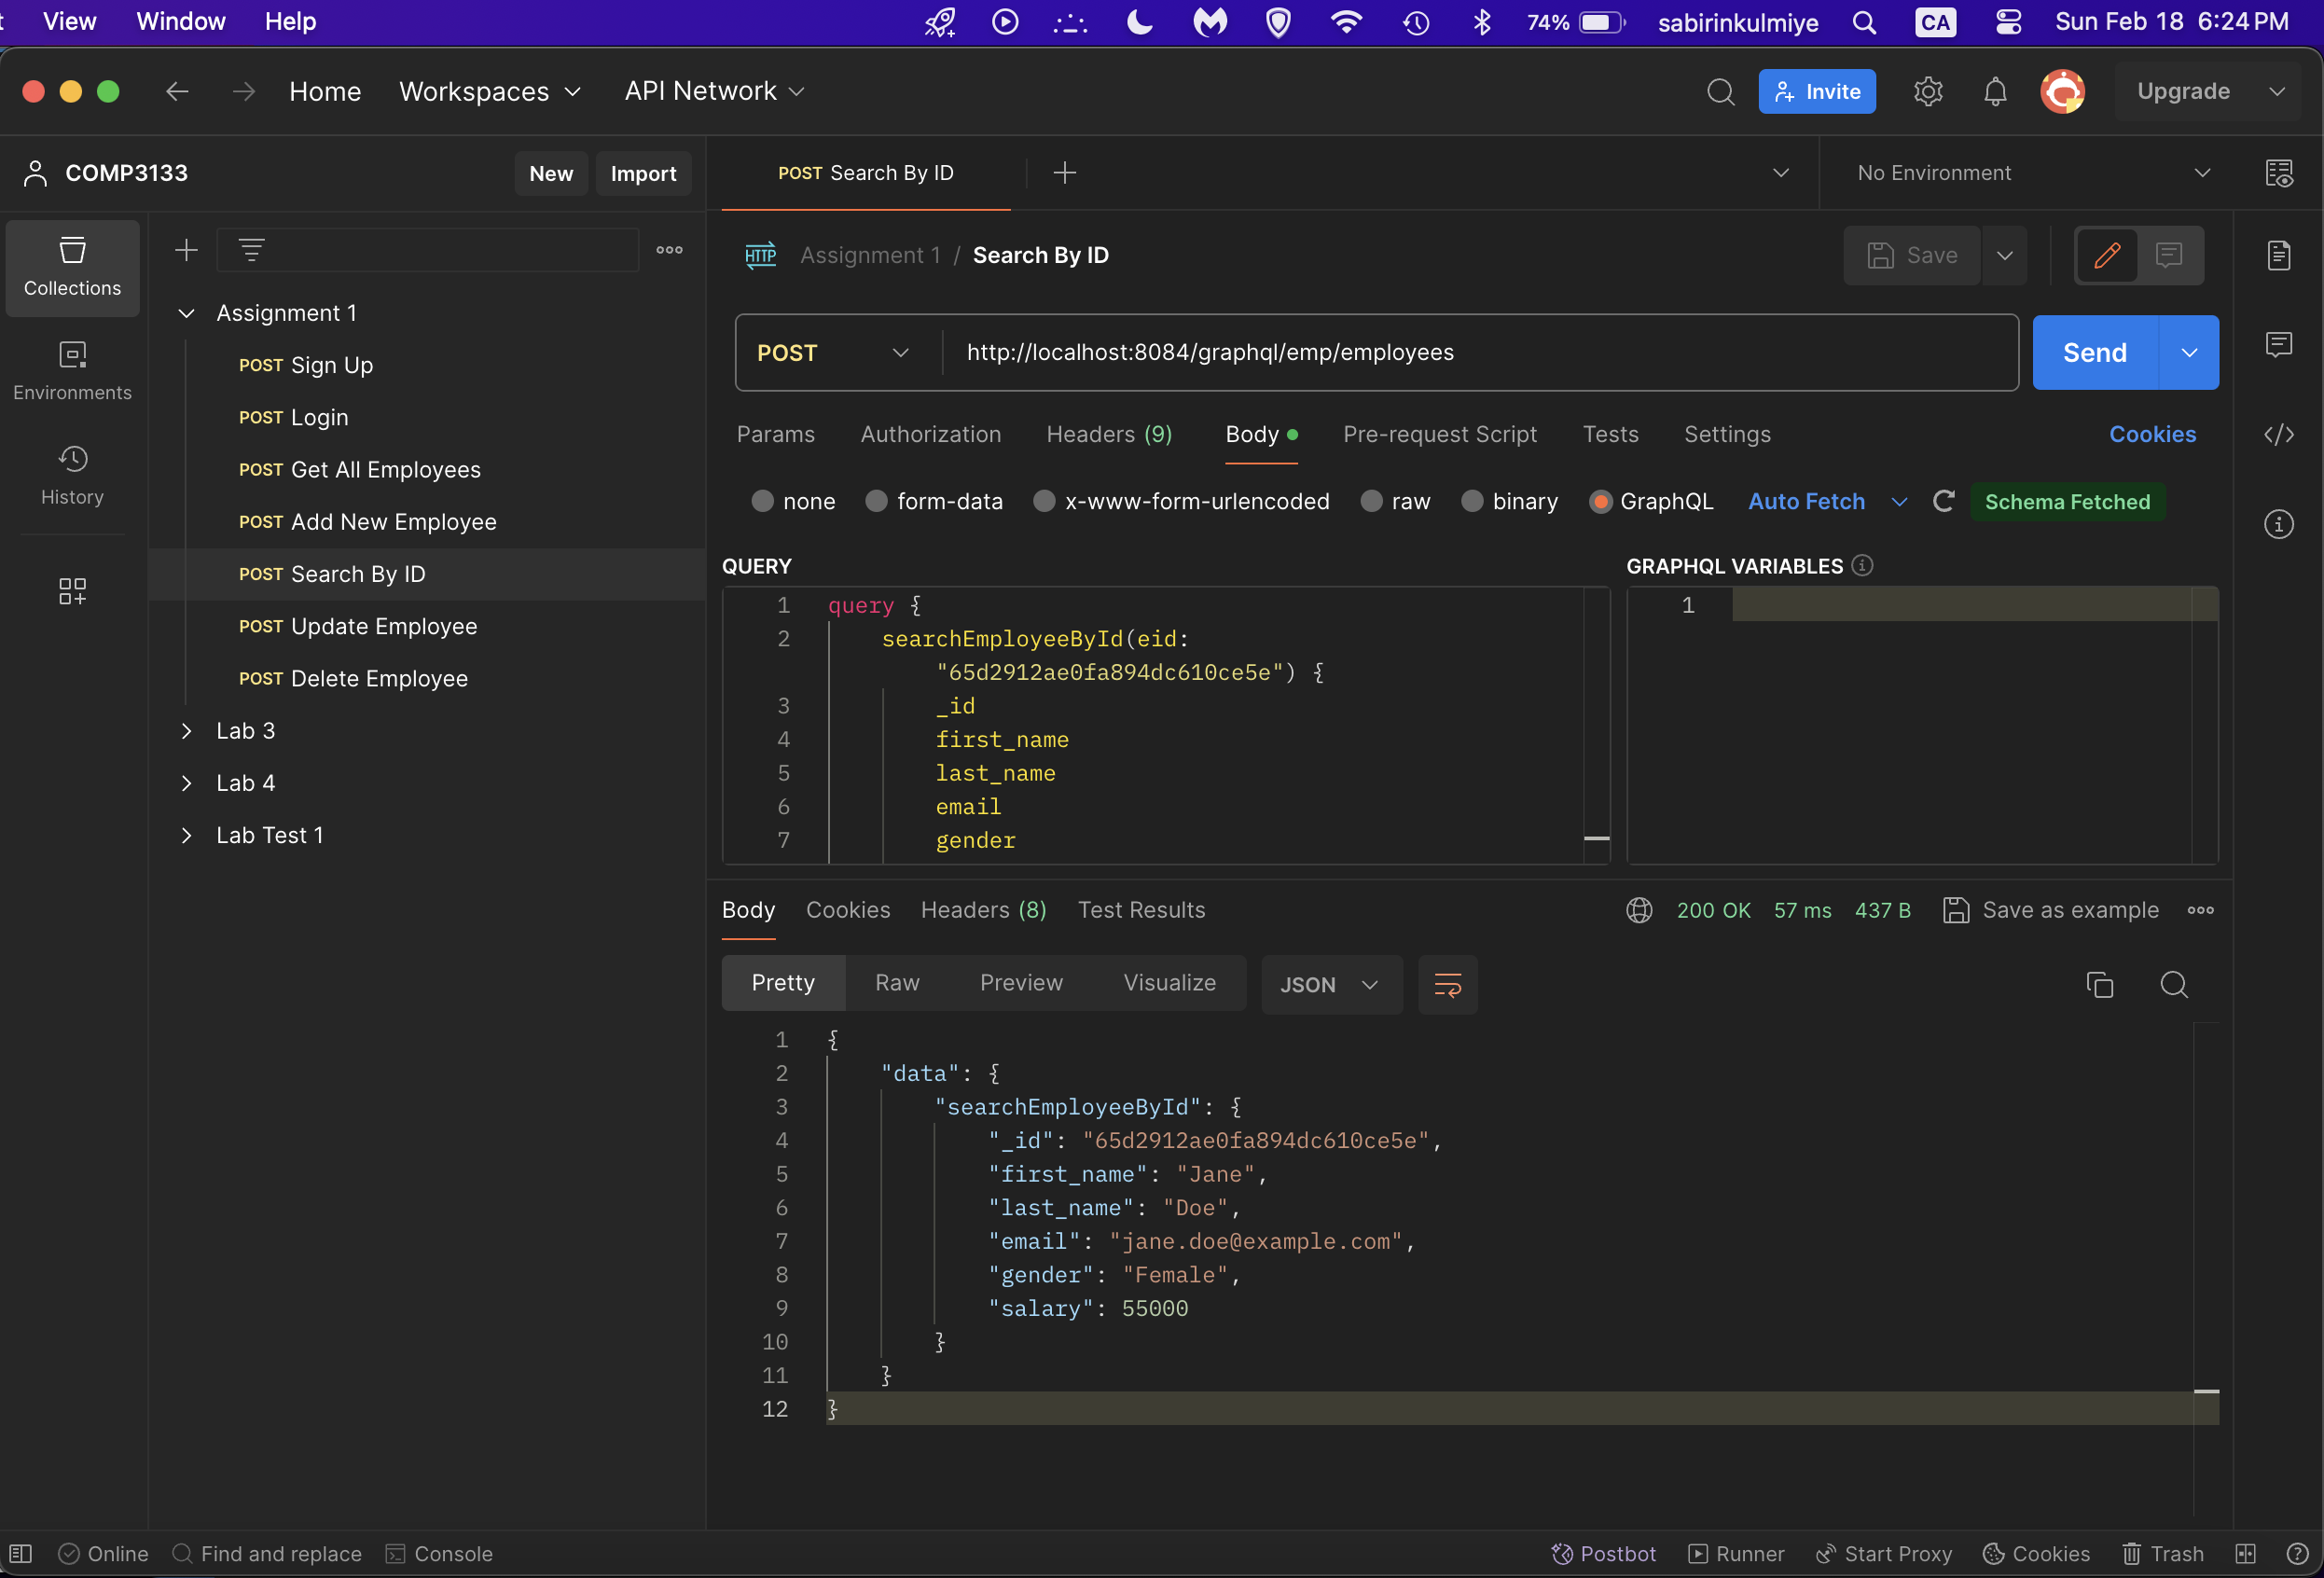 View Window Help 74% sabirinkulmiye CA Sun Feb 18 6:24 PM
Home Workspaces API Network Invite Upgrade
COMP3133 New Import
POST Search By ID No Environment
Collections
Environments
History
Assignment 1
POST Sign Up
POST Login
POST Get All Employees
POST Add New Employee
POST Search By ID
POST Update Employee
POST Delete Employee
Lab 3
Lab 4
Lab Test 1
HTTP Assignment 1 / Search By ID Save
POST http://localhost:8084/graphql/emp/employees Send
Params Authorization Headers (9) Body Pre-request Script Tests Settings Cookies
none form-data x-www-form-urlencoded raw binary GraphQL Auto Fetch Schema Fetched
QUERY
1 query {
2 searchEmployeeById(eid:
"65d2912ae0fa894dc610ce5e") {
3 _id
4 first_name
5 last_name
6 email
7 gender
GRAPHQL VARIABLES
1
Body Cookies Headers (8) Test Results 200 OK 57 ms 437 B Save as example
Pretty Raw Preview Visualize JSON
1 {
2 "data": {
3 "searchEmployeeById": {
4 "_id": "65d2912ae0fa894dc610ce5e",
5 "first_name": "Jane",
6 "last_name": "Doe",
7 "email": "jane.doe@example.com",
8 "gender": "Female",
9 "salary": 55000
10 }
11 }
12 }
Online Find and replace Console Postbot Runner Start Proxy Cookies Trash